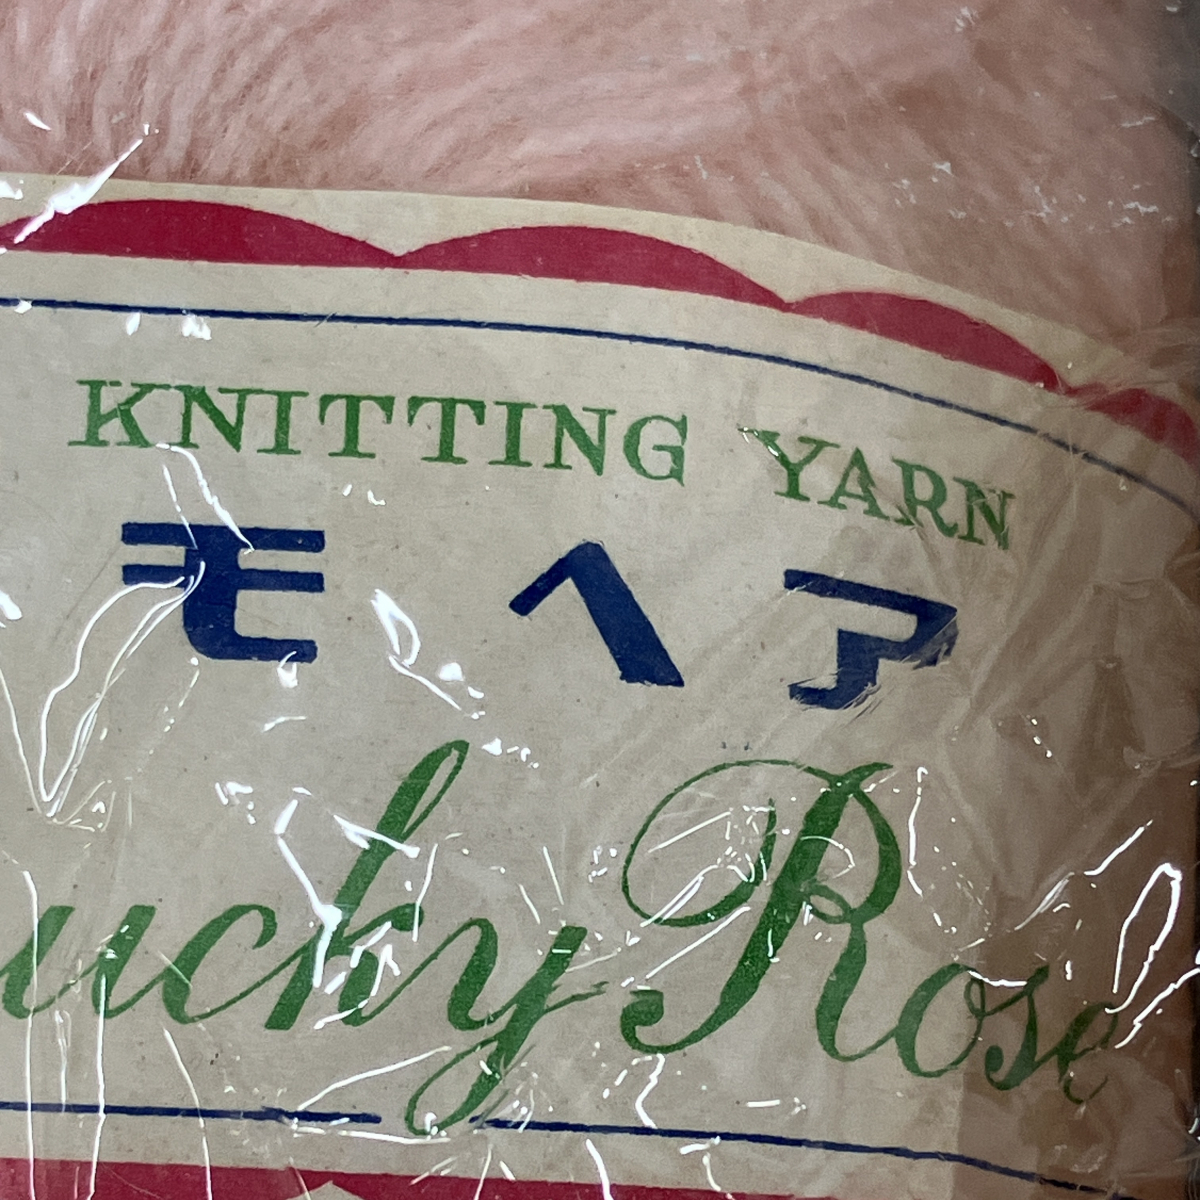 KNITTING YARN
モヘア
ucky Rose